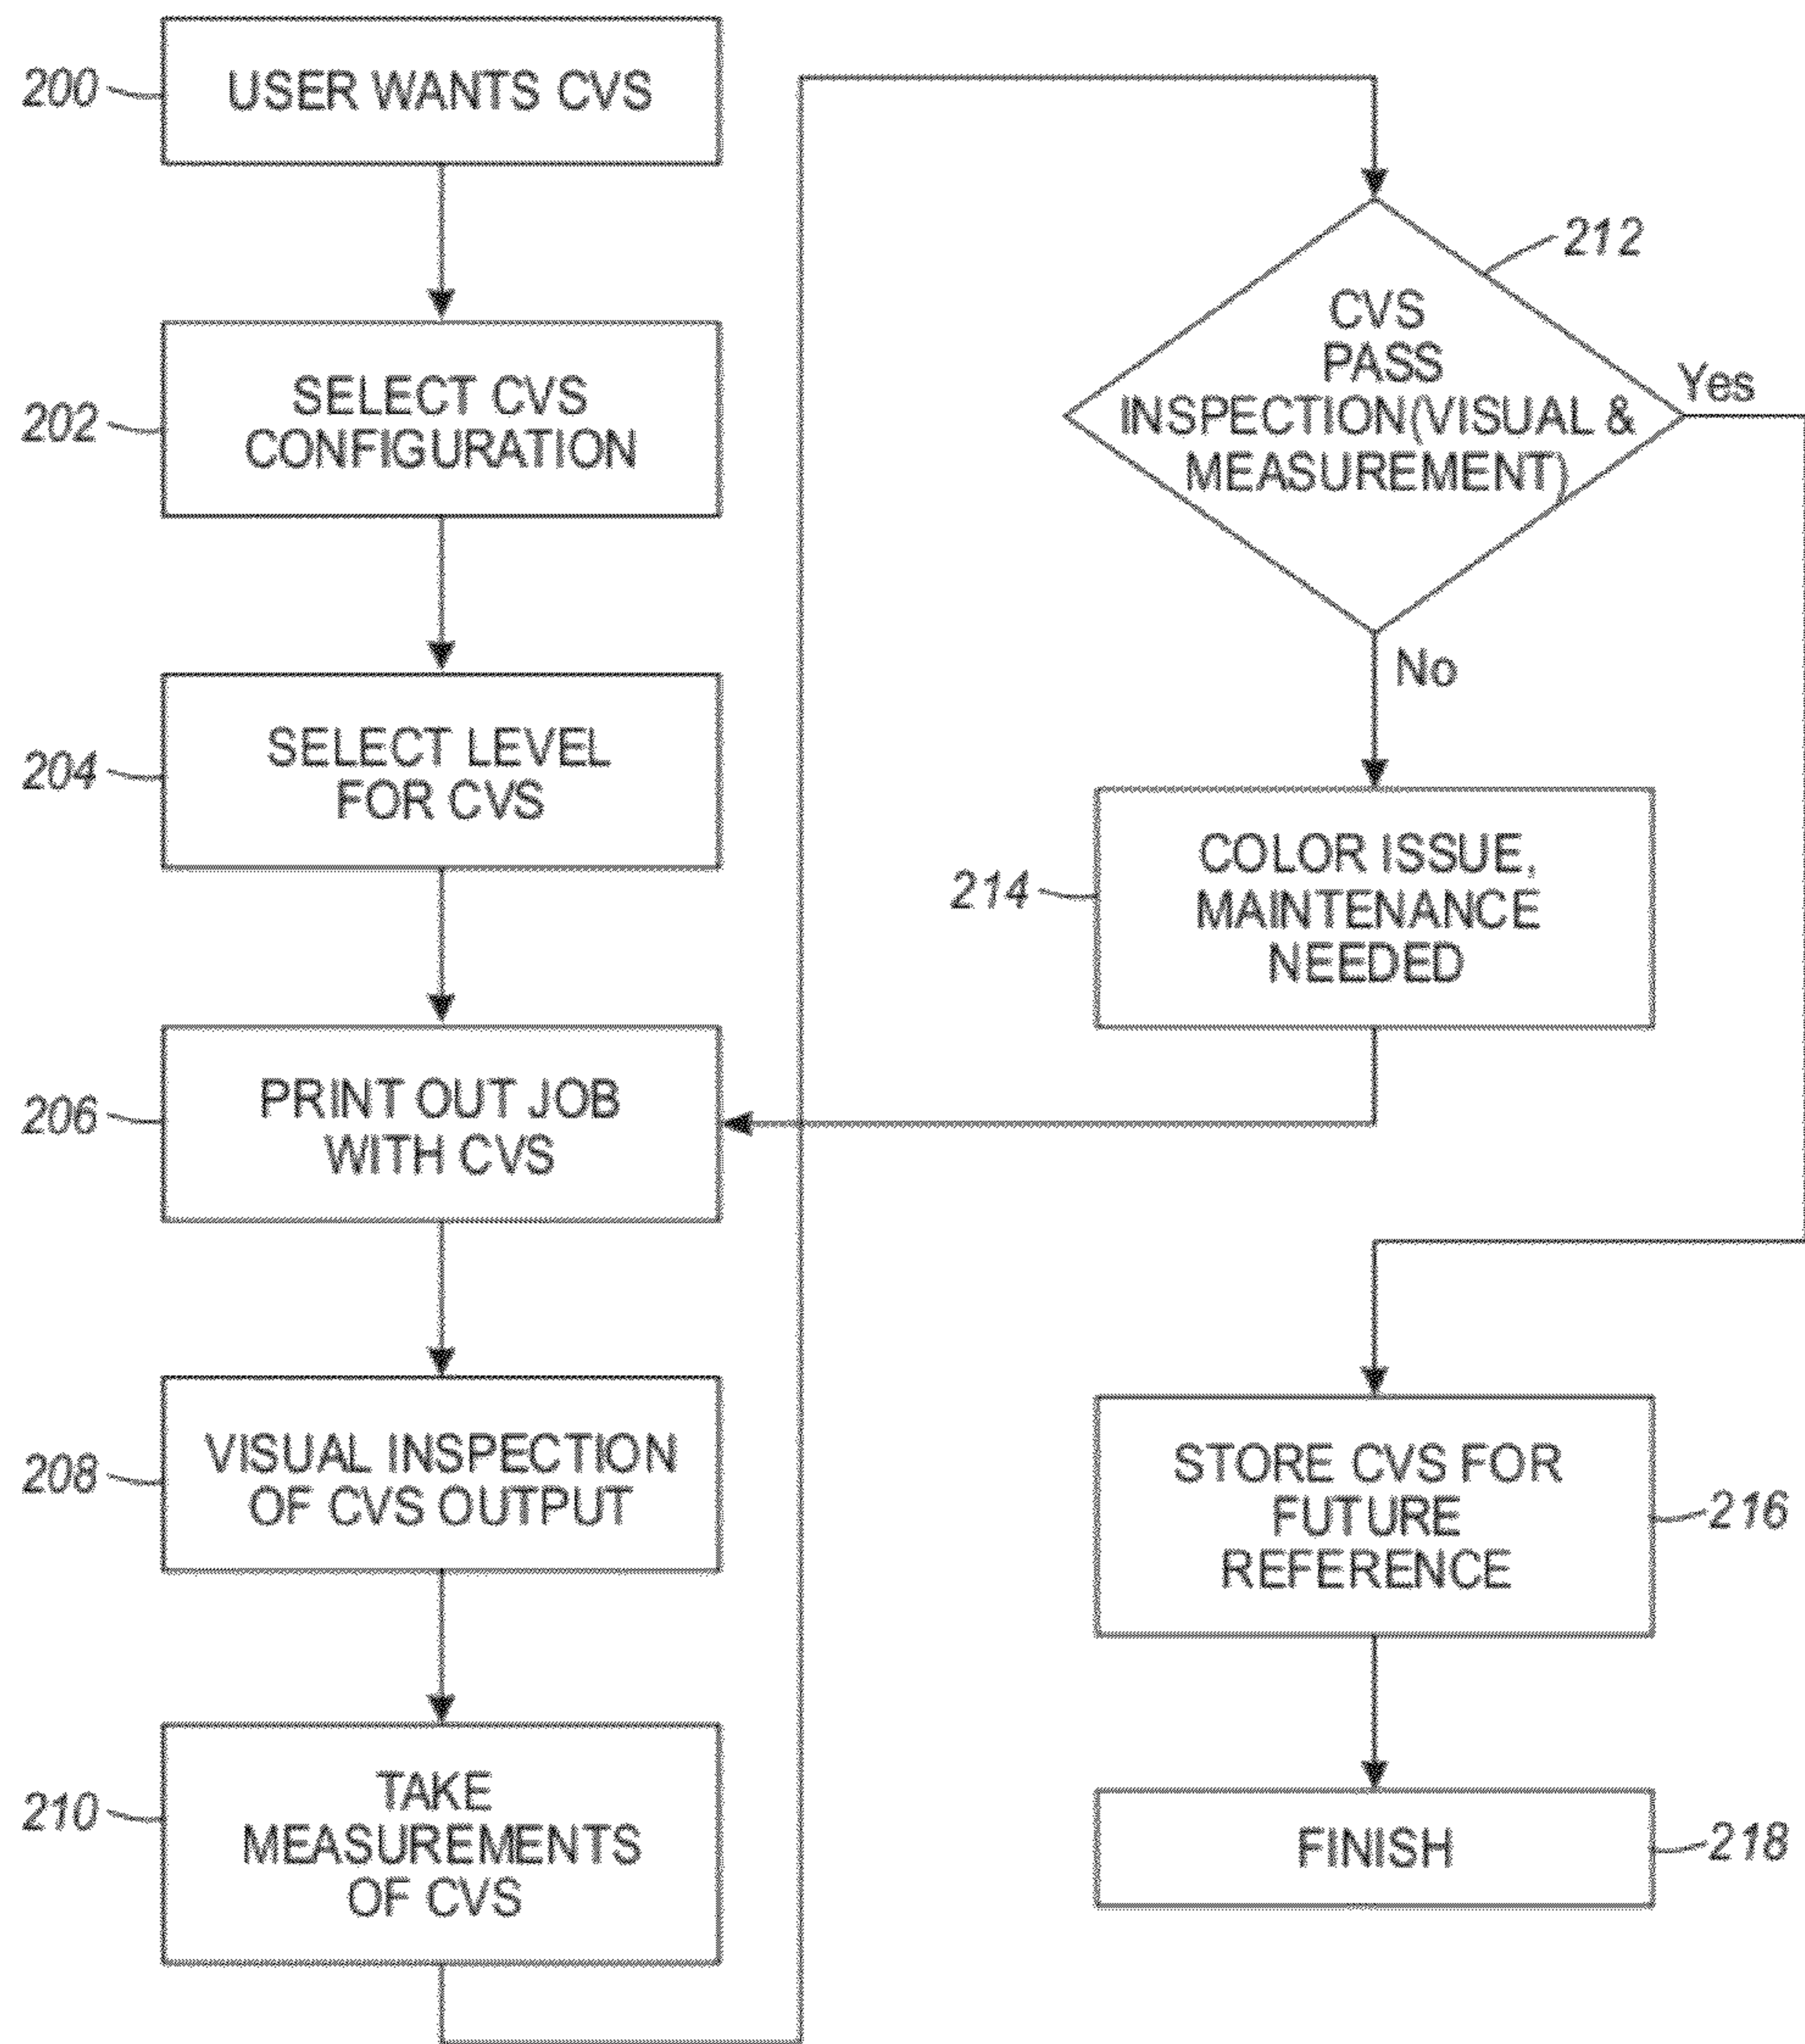 200
USER WANTS CVS
202
SELECT CVS
CONFIGURATION
204
SELECT LEVEL
FOR CVS
206
PRINT OUT JOB
WITH CVS
208
VISUAL INSPECTION
OF CVS OUTPUT
210
TAKE
MEASUREMENTS
OF CVS
212
CVS
PASS
INSPECTION(VISUAL &
MEASUREMENT)
Yes
No
214
COLOR ISSUE,
MAINTENANCE
NEEDED
STORE CVS FOR
FUTURE
REFERENCE
216
FINISH
218